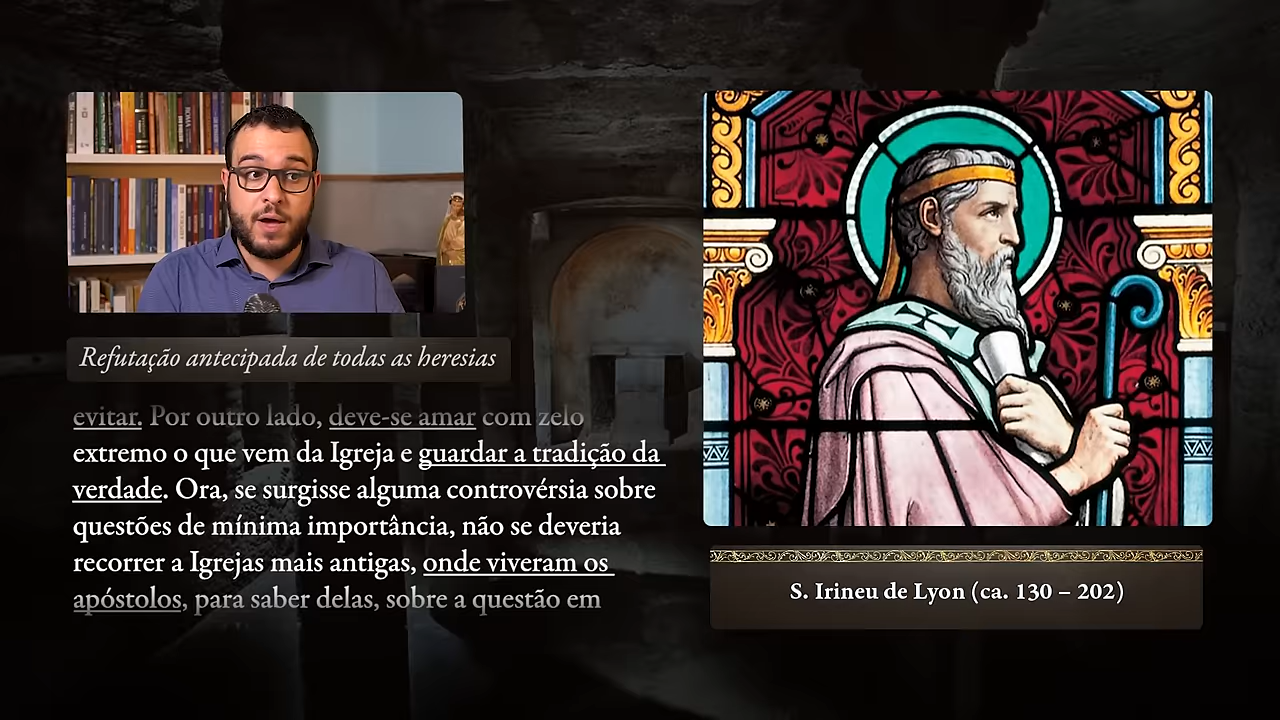 Refutação antecipada de todas as heresias
evitar. Por outro lado, deve-se amar com zelo
extremo o que vem da Igreja e guardar a tradição da
verdade. Ora, se surgisse alguma controvérsia sobre
questões de mínima importância, não se deveria
recorrer a Igrejas mais antigas, onde viveram os
apóstolos, para saber delas, sobre a questão em
S. Irineu de Lyon (ca. 130 – 202)